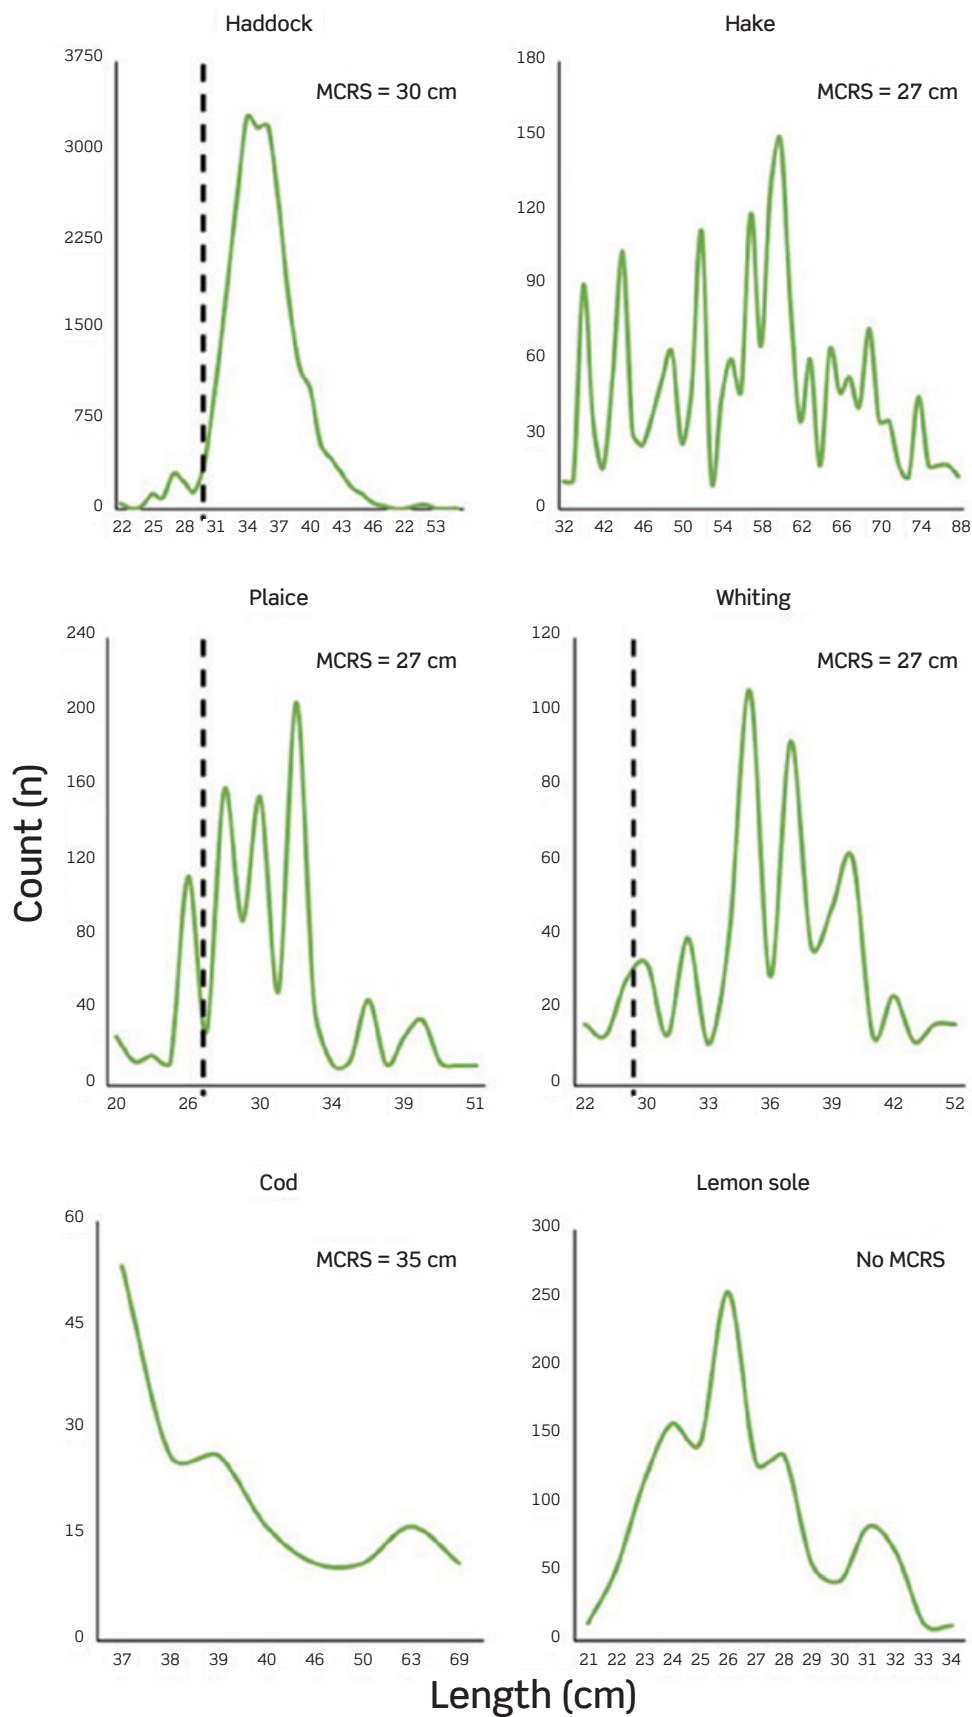 Haddock
3750
3000
2250
1500
750
0
MCRS = 30 cm
22 25 28 31 34 37 40 43 46 22 53
Hake
180
150
120
90
60
30
0
MCRS = 27 cm
32 42 46 50 54 58 62 66 70 74 88
Plaice
240
200
160
120
80
40
0
MCRS = 27 cm
20 26 30 34 39 51
Whiting
120
100
80
60
40
20
0
MCRS = 27 cm
22 30 33 36 39 42 52
Count (n)
Cod
60
45
30
15
0
MCRS = 35 cm
37 38 39 40 46 50 63 69
Lemon sole
300
250
200
150
100
50
0
No MCRS
21 22 23 24 25 26 27 28 29 30 31 32 33 34
Length (cm)